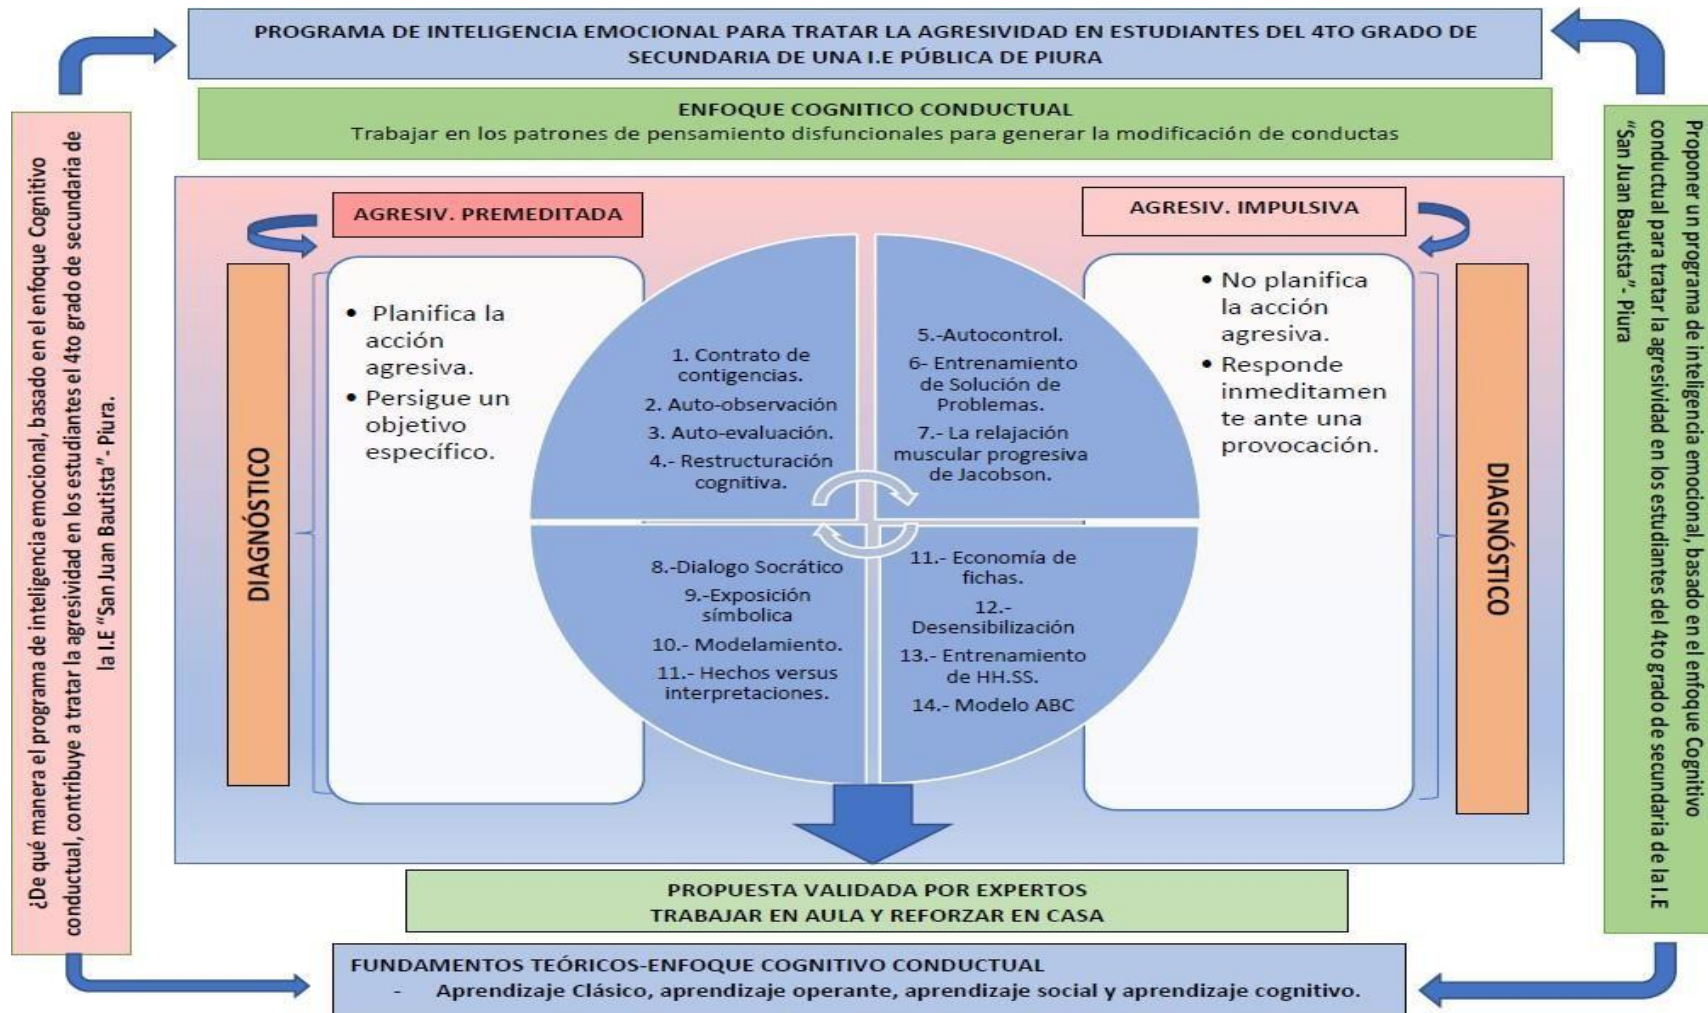 PROGRAMA DE INTELIGENCIA EMOCIONAL PARA TRATAR LA AGRESIVIDAD EN ESTUDIANTES DEL 4TO GRADO DE
SECUNDARIA DE UNA I.E PÚBLICA DE PIURA
ENFOQUE COGNITICO CONDUCTUAL
Trabajar en los patrones de pensamiento disfuncionales para generar la modificación de conductas
¿De qué manera el programa de inteligencia emocional, basado en el enfoque Cognitivo
conductual, contribuye a tratar la agresividad en los estudiantes el 4to grado de secundaria de
la I.E “San Juan Bautista”- Piura.
AGRESIV. PREMEDITADA
DIAGNÓSTICO
• Planifica la
acción
agresiva.
• Persigue un
objetivo
específico.
1. Contrato de
contigencias.
2. Auto-observación
3. Auto-evaluación.
4.- Restructuración
cognitiva.
5.-Autocontrol.
6- Entrenamiento
de Solución de
Problemas.
7.- La relajación
muscular progresiva
de Jacobson.
8.-Dialogo Socrático
9.-Exposición
símbolica
10.- Modelamiento.
11.- Hechos versus
interpretaciones.
11.- Economía de
fichas.
12.-
Desensibilización
13.- Entrenamiento
de HH.SS.
14.- Modelo ABC
AGRESIV. IMPULSIVA
• No planifica
la acción
agresiva.
• Responde
inmeditamen
te ante una
provocación.
DIAGNÓSTICO
Proponer un programa de inteligencia emocional, basado en el enfoque Cognitivo
conductual para tratar la agresividad en los estudiantes del 4to grado de secundaria de la I.E
“San Juan Bautista”- Piura
PROPUESTA VALIDADA POR EXPERTOS
TRABAJAR EN AULA Y REFORZAR EN CASA
FUNDAMENTOS TEÓRICOS-ENFOQUE COGNITIVO CONDUCTUAL
- Aprendizaje Clásico, aprendizaje operante, aprendizaje social y aprendizaje cognitivo.